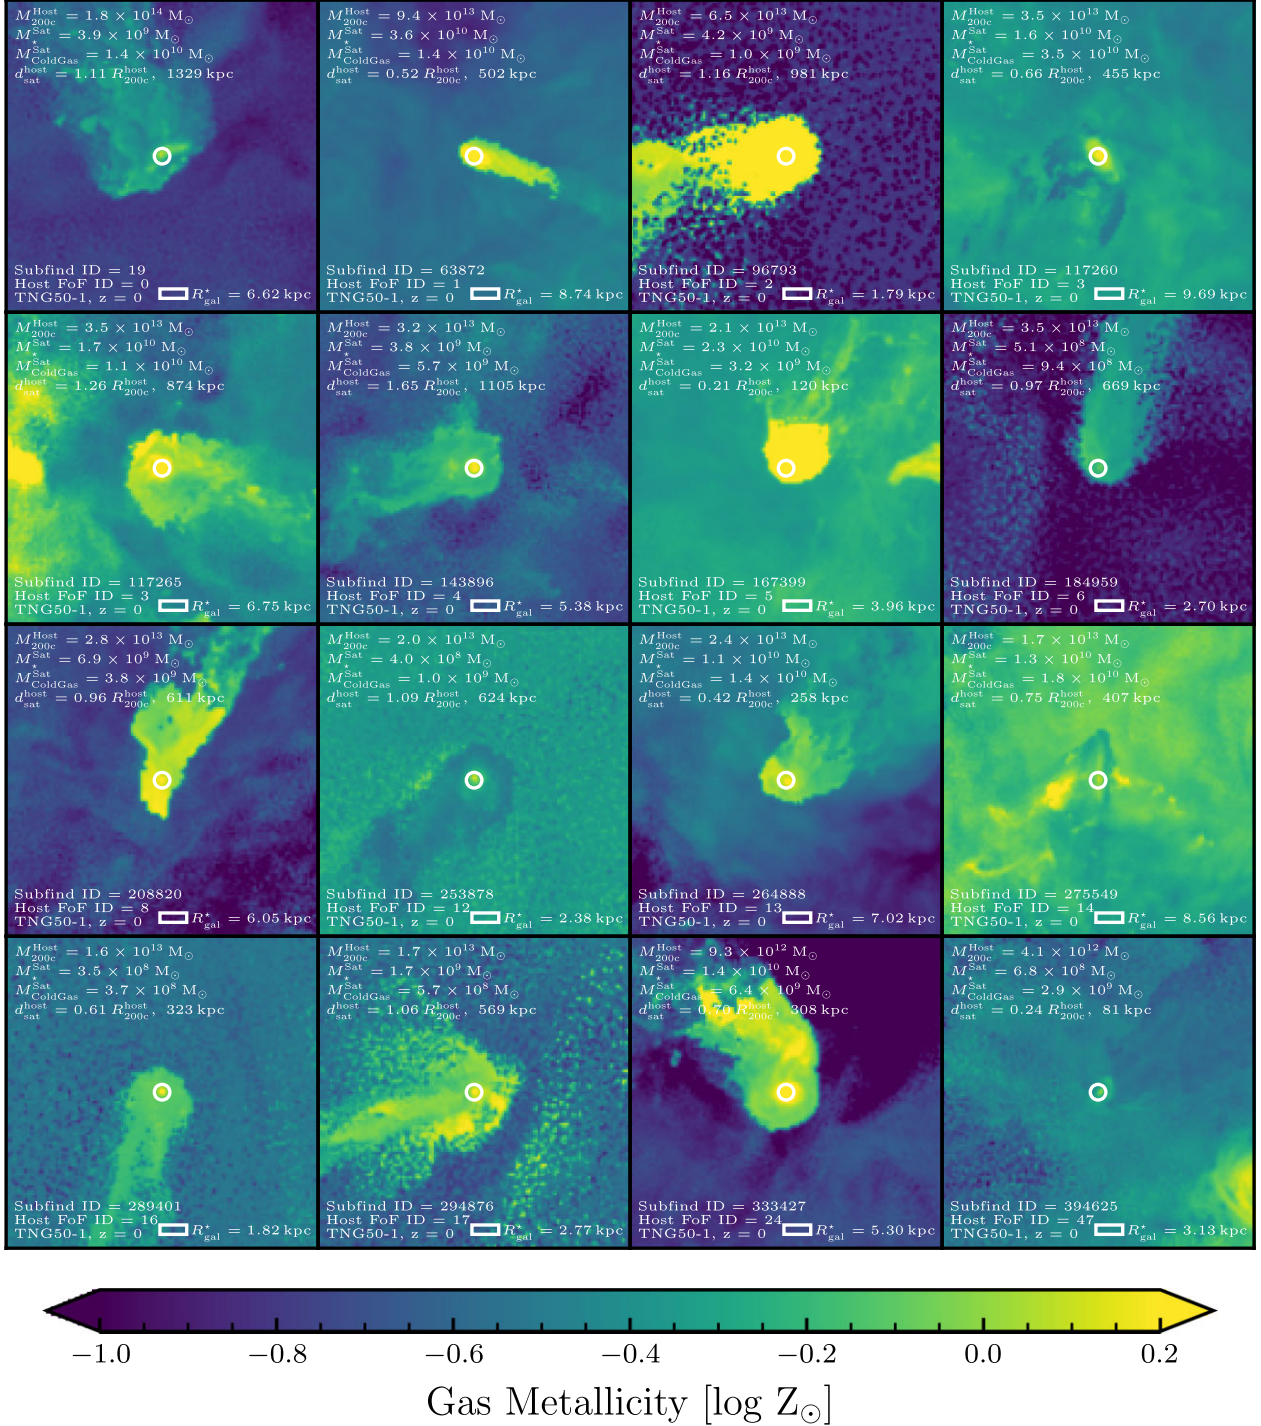 M_200c^Host = 1.8 × 10^14 M_⊙
M_⋆^Sat = 3.9 × 10^9 M_⊙
M_ColdGas^Sat = 1.4 × 10^10 M_⊙
d_sat^host = 1.11 R_200c^host, 1329 kpc
Subfind ID = 19
Host FoF ID = 0
TNG50-1, z = 0 R_gal^⋆ = 6.62 kpc
M_200c^Host = 9.4 × 10^13 M_⊙
M_⋆^Sat = 3.6 × 10^10 M_⊙
M_ColdGas^Sat = 1.4 × 10^10 M_⊙
d_sat^host = 0.52 R_200c^host, 502 kpc
Subfind ID = 63872
Host FoF ID = 1
TNG50-1, z = 0 R_gal^⋆ = 8.74 kpc
M_200c^Host = 6.5 × 10^13 M_⊙
M_⋆^Sat = 4.2 × 10^9 M_⊙
M_ColdGas^Sat = 1.0 × 10^9 M_⊙
d_sat^host = 1.16 R_200c^host, 981 kpc
Subfind ID = 96793
Host FoF ID = 2
TNG50-1, z = 0 R_gal^⋆ = 1.79 kpc
M_200c^Host = 3.5 × 10^13 M_⊙
M_⋆^Sat = 1.6 × 10^10 M_⊙
M_ColdGas^Sat = 3.5 × 10^10 M_⊙
d_sat^host = 0.66 R_200c^host, 455 kpc
Subfind ID = 117260
Host FoF ID = 3
TNG50-1, z = 0 R_gal^⋆ = 9.69 kpc
M_200c^Host = 3.5 × 10^13 M_⊙
M_⋆^Sat = 1.7 × 10^10 M_⊙
M_ColdGas^Sat = 1.1 × 10^10 M_⊙
d_sat^host = 1.26 R_200c^host, 874 kpc
Subfind ID = 117265
Host FoF ID = 3
TNG50-1, z = 0 R_gal^⋆ = 6.75 kpc
M_200c^Host = 3.2 × 10^13 M_⊙
M_⋆^Sat = 3.8 × 10^9 M_⊙
M_ColdGas^Sat = 5.7 × 10^9 M_⊙
d_sat^host = 1.65 R_200c^host, 1105 kpc
Subfind ID = 143896
Host FoF ID = 4
TNG50-1, z = 0 R_gal^⋆ = 5.38 kpc
M_200c^Host = 2.1 × 10^13 M_⊙
M_⋆^Sat = 2.3 × 10^10 M_⊙
M_ColdGas^Sat = 3.2 × 10^9 M_⊙
d_sat^host = 0.21 R_200c^host, 120 kpc
Subfind ID = 167399
Host FoF ID = 5
TNG50-1, z = 0 R_gal^⋆ = 3.96 kpc
M_200c^Host = 3.5 × 10^13 M_⊙
M_⋆^Sat = 5.1 × 10^8 M_⊙
M_ColdGas^Sat = 9.4 × 10^8 M_⊙
d_sat^host = 0.97 R_200c^host, 669 kpc
Subfind ID = 184959
Host FoF ID = 6
TNG50-1, z = 0 R_gal^⋆ = 2.70 kpc
M_200c^Host = 2.8 × 10^13 M_⊙
M_⋆^Sat = 6.9 × 10^9 M_⊙
M_ColdGas^Sat = 3.8 × 10^9 M_⊙
d_sat^host = 0.96 R_200c^host, 611 kpc
Subfind ID = 208820
Host FoF ID = 8
TNG50-1, z = 0 R_gal^⋆ = 6.05 kpc
M_200c^Host = 2.0 × 10^13 M_⊙
M_⋆^Sat = 4.0 × 10^8 M_⊙
M_ColdGas^Sat = 1.0 × 10^9 M_⊙
d_sat^host = 1.09 R_200c^host, 624 kpc
Subfind ID = 253878
Host FoF ID = 12
TNG50-1, z = 0 R_gal^⋆ = 2.38 kpc
M_200c^Host = 2.4 × 10^13 M_⊙
M_⋆^Sat = 1.1 × 10^10 M_⊙
M_ColdGas^Sat = 1.4 × 10^10 M_⊙
d_sat^host = 0.42 R_200c^host, 258 kpc
Subfind ID = 264888
Host FoF ID = 13
TNG50-1, z = 0 R_gal^⋆ = 7.02 kpc
M_200c^Host = 1.7 × 10^13 M_⊙
M_⋆^Sat = 1.3 × 10^10 M_⊙
M_ColdGas^Sat = 1.8 × 10^10 M_⊙
d_sat^host = 0.75 R_200c^host, 407 kpc
Subfind ID = 275549
Host FoF ID = 14
TNG50-1, z = 0 R_gal^⋆ = 8.56 kpc
M_200c^Host = 1.6 × 10^13 M_⊙
M_⋆^Sat = 3.5 × 10^8 M_⊙
M_ColdGas^Sat = 3.7 × 10^8 M_⊙
d_sat^host = 0.61 R_200c^host, 323 kpc
Subfind ID = 289401
Host FoF ID = 16
TNG50-1, z = 0 R_gal^⋆ = 1.82 kpc
M_200c^Host = 1.7 × 10^13 M_⊙
M_⋆^Sat = 1.7 × 10^9 M_⊙
M_ColdGas^Sat = 5.7 × 10^8 M_⊙
d_sat^host = 1.06 R_200c^host, 569 kpc
Subfind ID = 294876
Host FoF ID = 17
TNG50-1, z = 0 R_gal^⋆ = 2.77 kpc
M_200c^Host = 9.3 × 10^12 M_⊙
M_⋆^Sat = 1.4 × 10^10 M_⊙
M_ColdGas^Sat = 6.4 × 10^9 M_⊙
d_sat^host = 0.70 R_200c^host, 308 kpc
Subfind ID = 333427
Host FoF ID = 24
TNG50-1, z = 0 R_gal^⋆ = 5.30 kpc
M_200c^Host = 4.1 × 10^12 M_⊙
M_⋆^Sat = 6.8 × 10^8 M_⊙
M_ColdGas^Sat = 2.9 × 10^9 M_⊙
d_sat^host = 0.24 R_200c^host, 81 kpc
Subfind ID = 394625
Host FoF ID = 47
TNG50-1, z = 0 R_gal^⋆ = 3.13 kpc
−1.0 −0.8 −0.6 −0.4 −0.2 0.0 0.2
Gas Metallicity [log Z_⊙]